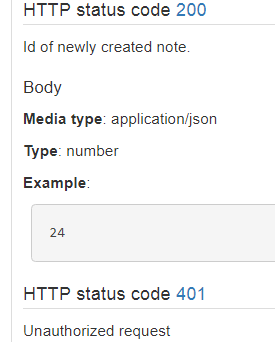 HTTP status code 200
Id of newly created note.
Body
Media type: application/json
Type: number
Example:
24
HTTP status code 401
Unauthorized request